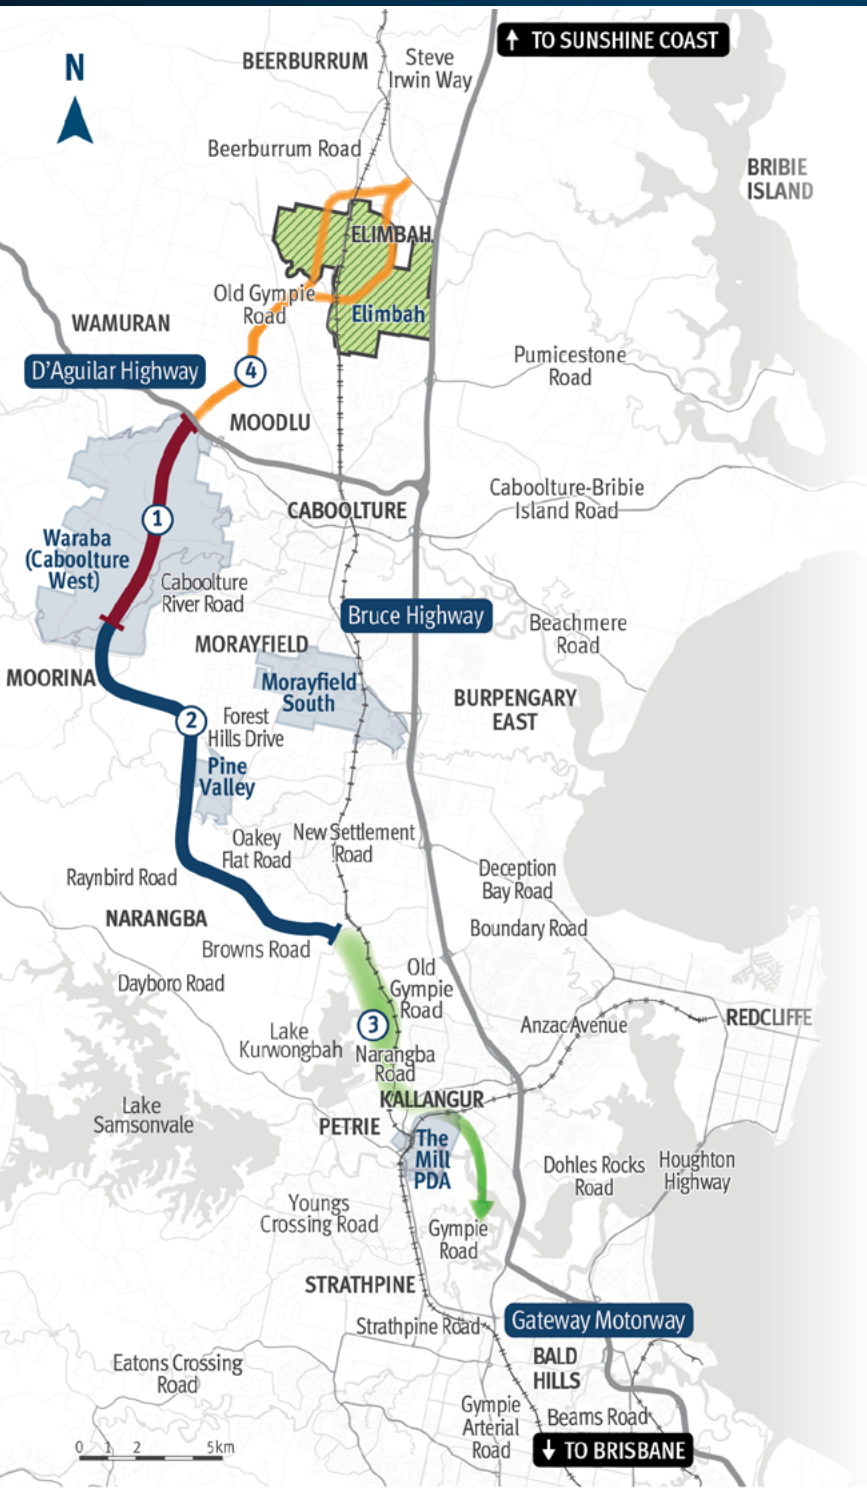 ↑ TO SUNSHINE COAST
N
BEERBURRUM
Steve
Irwin Way
Beerburrum Road
BRIBIE
ISLAND
ELIMBAH
Old Gympie
Road
Elimbah
WAMURAN
D'Aguilar Highway
4
Pumicestone
Road
MOODLU
Caboolture-Bribie
Island Road
CABOOLTURE
1
Waraba
(Caboolture
West)
Caboolture
River Road
Bruce Highway
Beachmere
Road
MORAYFIELD
MOORINA
Morayfield
South
BURPENGARY
EAST
2
Forest
Hills Drive
Pine
Valley
Oakey
Flat Road
New Settlement
Road
Raynbird Road
Deception
Bay Road
NARANGBA
Boundary Road
Browns Road
Old
Gympie
Road
Dayboro Road
3
Lake
Kurwongbah
Anzac Avenue
REDCLIFFE
Narangba
Road
KALLANGUR
Lake
Samsonvale
PETRIE
The
Mill
PDA
Dohles Rocks
Road
Houghton
Highway
Youngs
Crossing Road
Gympie
Road
STRATHPINE
Strathpine Road
Gateway Motorway
Eatons Crossing
Road
BALD
HILLS
Gympie
Arterial
Road
Beams Road
0 1 2 5km
↓ TO BRISBANE